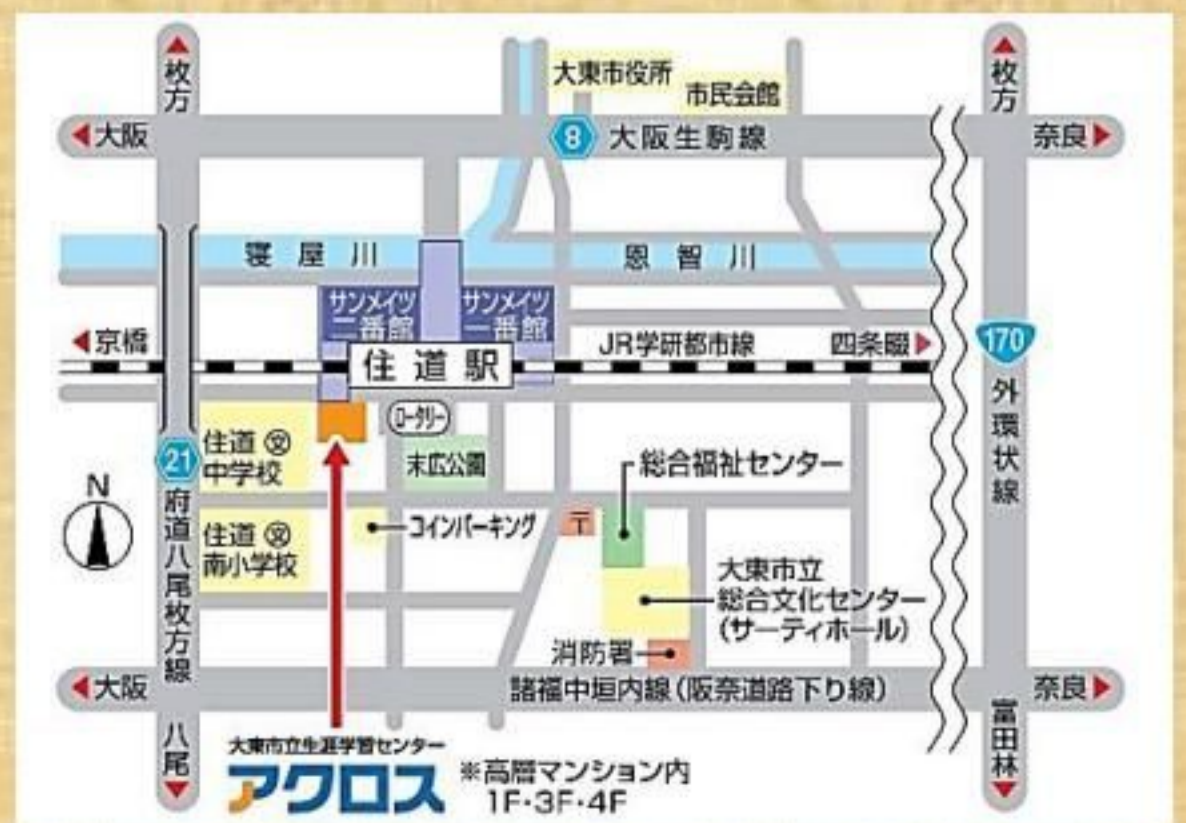 枚方
枚方
大東市役所
市民会館
大阪
8
大阪生駒線
奈良
寝屋川
恩智川
サンメイツ
二番館
サンメイツ
一番館
京橋
住道駅
JR学研都市線
四条畷
170
外環状線
ロータリー
住道 文
中学校
末広公園
総合福祉センター
21
府道八尾枚方線
N
住道 文
南小学校
コインパーキング
〒
大東市立
総合文化センター
(サーティホール)
消防署
大阪
諸福中垣内線(阪奈道路下り線)
奈良
八尾
富田林
大東市立生涯学習センター
アクロス
※高層マンション内
1F・3F・4F